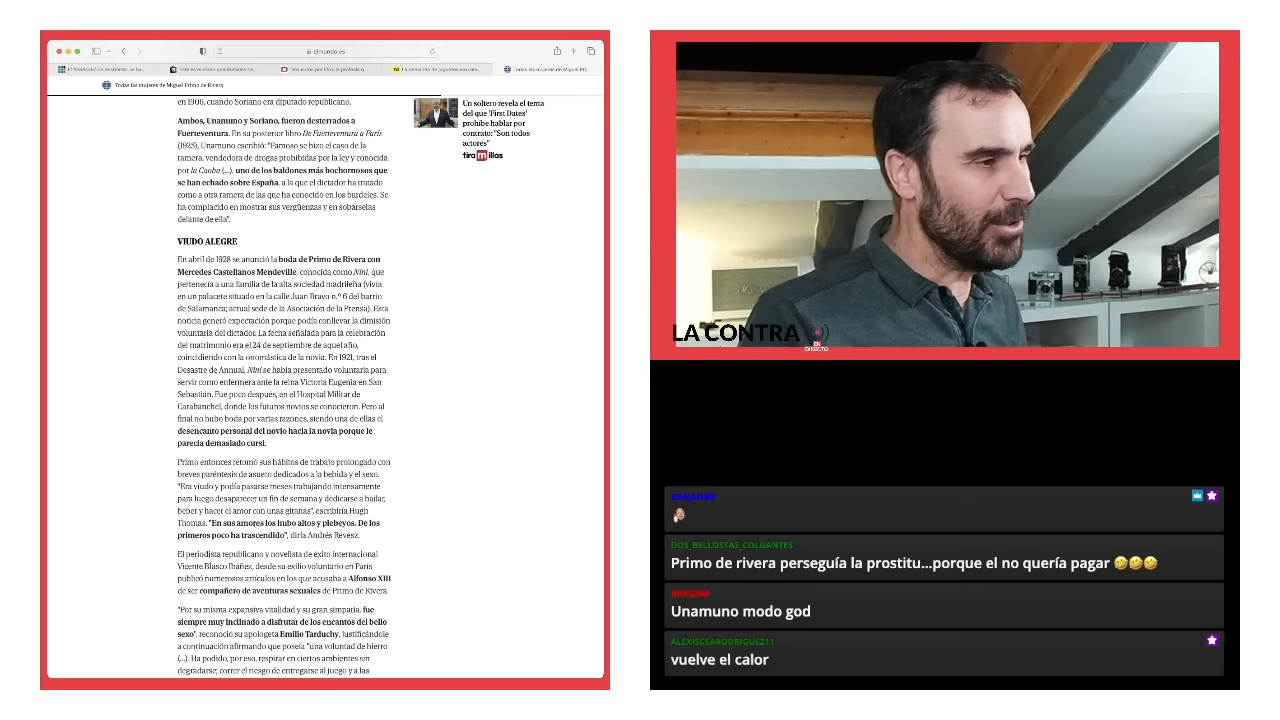 elmundo.es
Todas las mujeres de Miguel Pri...
Todas las mujeres de Miguel Primo de Rivera
en 1906, cuando Soriano era diputado republicano.
Ambos, Unamuno y Soriano, fueron desterrados a
Fuerteventura. En su posterior libro De Fuerteventura a París
(1925), Unamuno escribió: "Famoso se hizo el caso de la
ramera, vendedora de drogas prohibidas por la ley y conocida
por la Caoba (...), uno de los baldones más bochornosos que
se han echado sobre España, a la que el dictador ha tratado
como a otra ramera de las que ha conocido en los burdeles. Se
ha complacido en mostrar sus vergüenzas y en sobárselas
delante de ella".
VIUDO ALEGRE
En abril de 1928 se anunció la boda de Primo de Rivera con
Mercedes Castellanos Mendeville, conocida como Niní, que
pertenecía a una familia de la alta sociedad madrileña (vivía
en un palacete situado en la calle Juan Bravo n.º 6 del barrio
de Salamanca; actual sede de la Asociación de la Prensa). Esta
noticia generó expectación porque podía conllevar la dimisión
voluntaria del dictador. La fecha señalada para la celebración
del matrimonio era el 24 de septiembre de aquel año,
coincidiendo con la onomástica de la novia. En 1921, tras el
Desastre de Annual, Niní se había presentado voluntaria para
servir como enfermera ante la reina Victoria Eugenia en San
Sebastián. Fue poco después, en el Hospital Militar de
Carabanchel, donde los futuros novios se conocieron. Pero al
final no hubo boda por varias razones, siendo una de ellas el
desencanto personal del novio hacia la novia porque le
parecía demasiado cursi.
Primo entonces retomó sus hábitos de trabajo prolongado con
breves paréntesis de asueto dedicados a la bebida y el sexo.
"Era viudo y podía pasarse meses trabajando intensamente
para luego desaparecer un fin de semana y dedicarse a bailar,
beber y hacer el amor con unas gitanas", escribiría Hugh
Thomas. "En sus amores los hubo altos y plebeyos. De los
primeros poco ha trascendido", diría Andrés Revész.
El periodista republicano y novelista de éxito internacional
Vicente Blasco Ibáñez, desde su exilio voluntario en París
publicó numerosos artículos en los que acusaba a Alfonso XIII
de ser compañero de aventuras sexuales de Primo de Rivera.
"Por su misma expansiva vitalidad y su gran simpatía, fue
siempre muy inclinado a disfrutar de los encantos del bello
sexo", reconoció su apologeta Emilio Tarduchy, justificándole
a continuación afirmando que poseía "una voluntad de hierro
(...). Ha podido, por eso, respirar en ciertos ambientes sin
degradarse; correr el riesgo de entregarse al juego y a las
Un soltero revela el tema
del que 'First Dates'
prohíbe hablar por
contrato: "Son todos
actores"
tiramillas
LA CONTRA
EN
DIRECTO
DOS_BELLOSTAS_COLGANTES
Primo de rivera perseguía la prostitu...porque el no quería pagar 🤣🤣🤣
Unamuno modo god
ALEXISCEARODRIGUEZ11
vuelve el calor